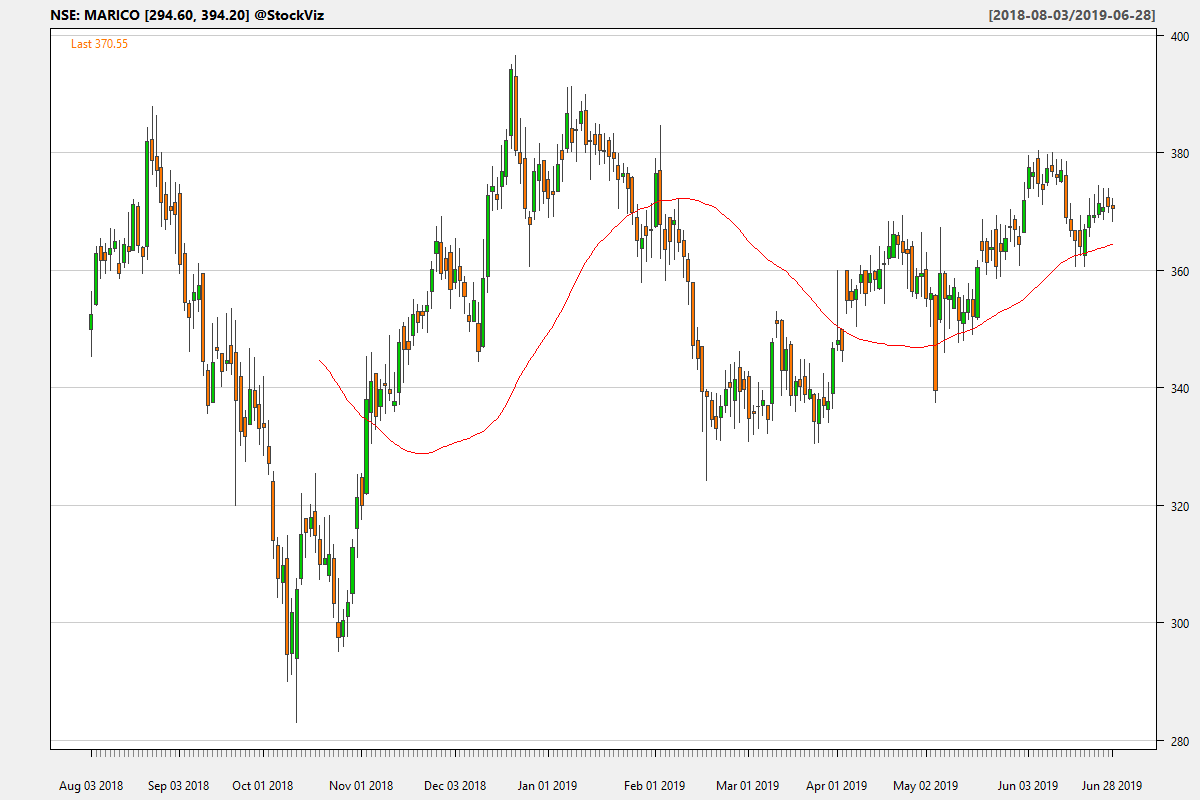 NSE: MARICO [294.60, 394.20] @StockViz [2018-08-03/2019-06-28]
Last 370.55
400
380
360
340
320
300
280
Aug 03 2018 Sep 03 2018 Oct 01 2018 Nov 01 2018 Dec 03 2018 Jan 01 2019 Feb 01 2019 Mar 01 2019 Apr 01 2019 May 02 2019 Jun 03 2019 Jun 28 2019